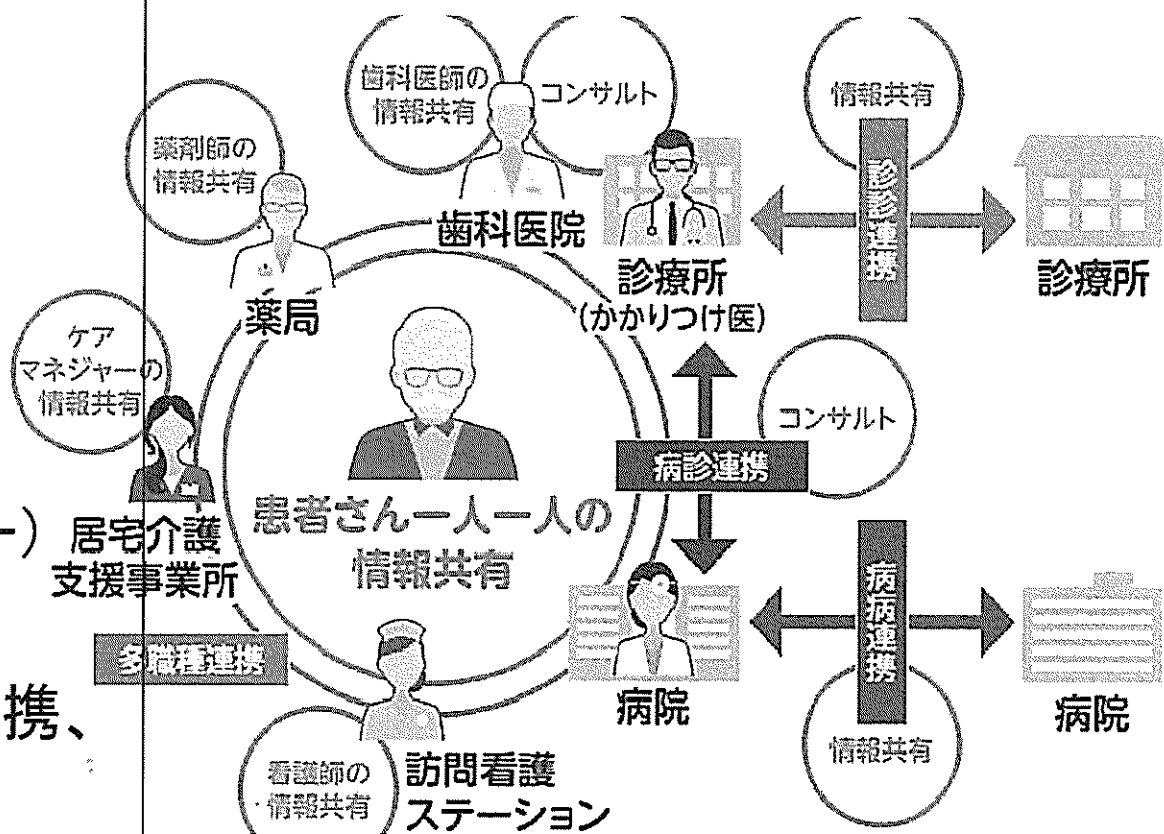 歯科医師の
情報共有
コンサルト
情報共有
薬剤師の
情報共有
歯科医院
診診連携
薬局
診療所
(かかりつけ医)
診療所
ケア
マネジャーの
情報共有
コンサルト
病診連携
患者さん一人一人の
情報共有
ー) 居宅介護
支援事業所
多職種連携
病病連携
携、
病院
病院
看護師の
情報共有
訪問看護
ステーション
情報共有